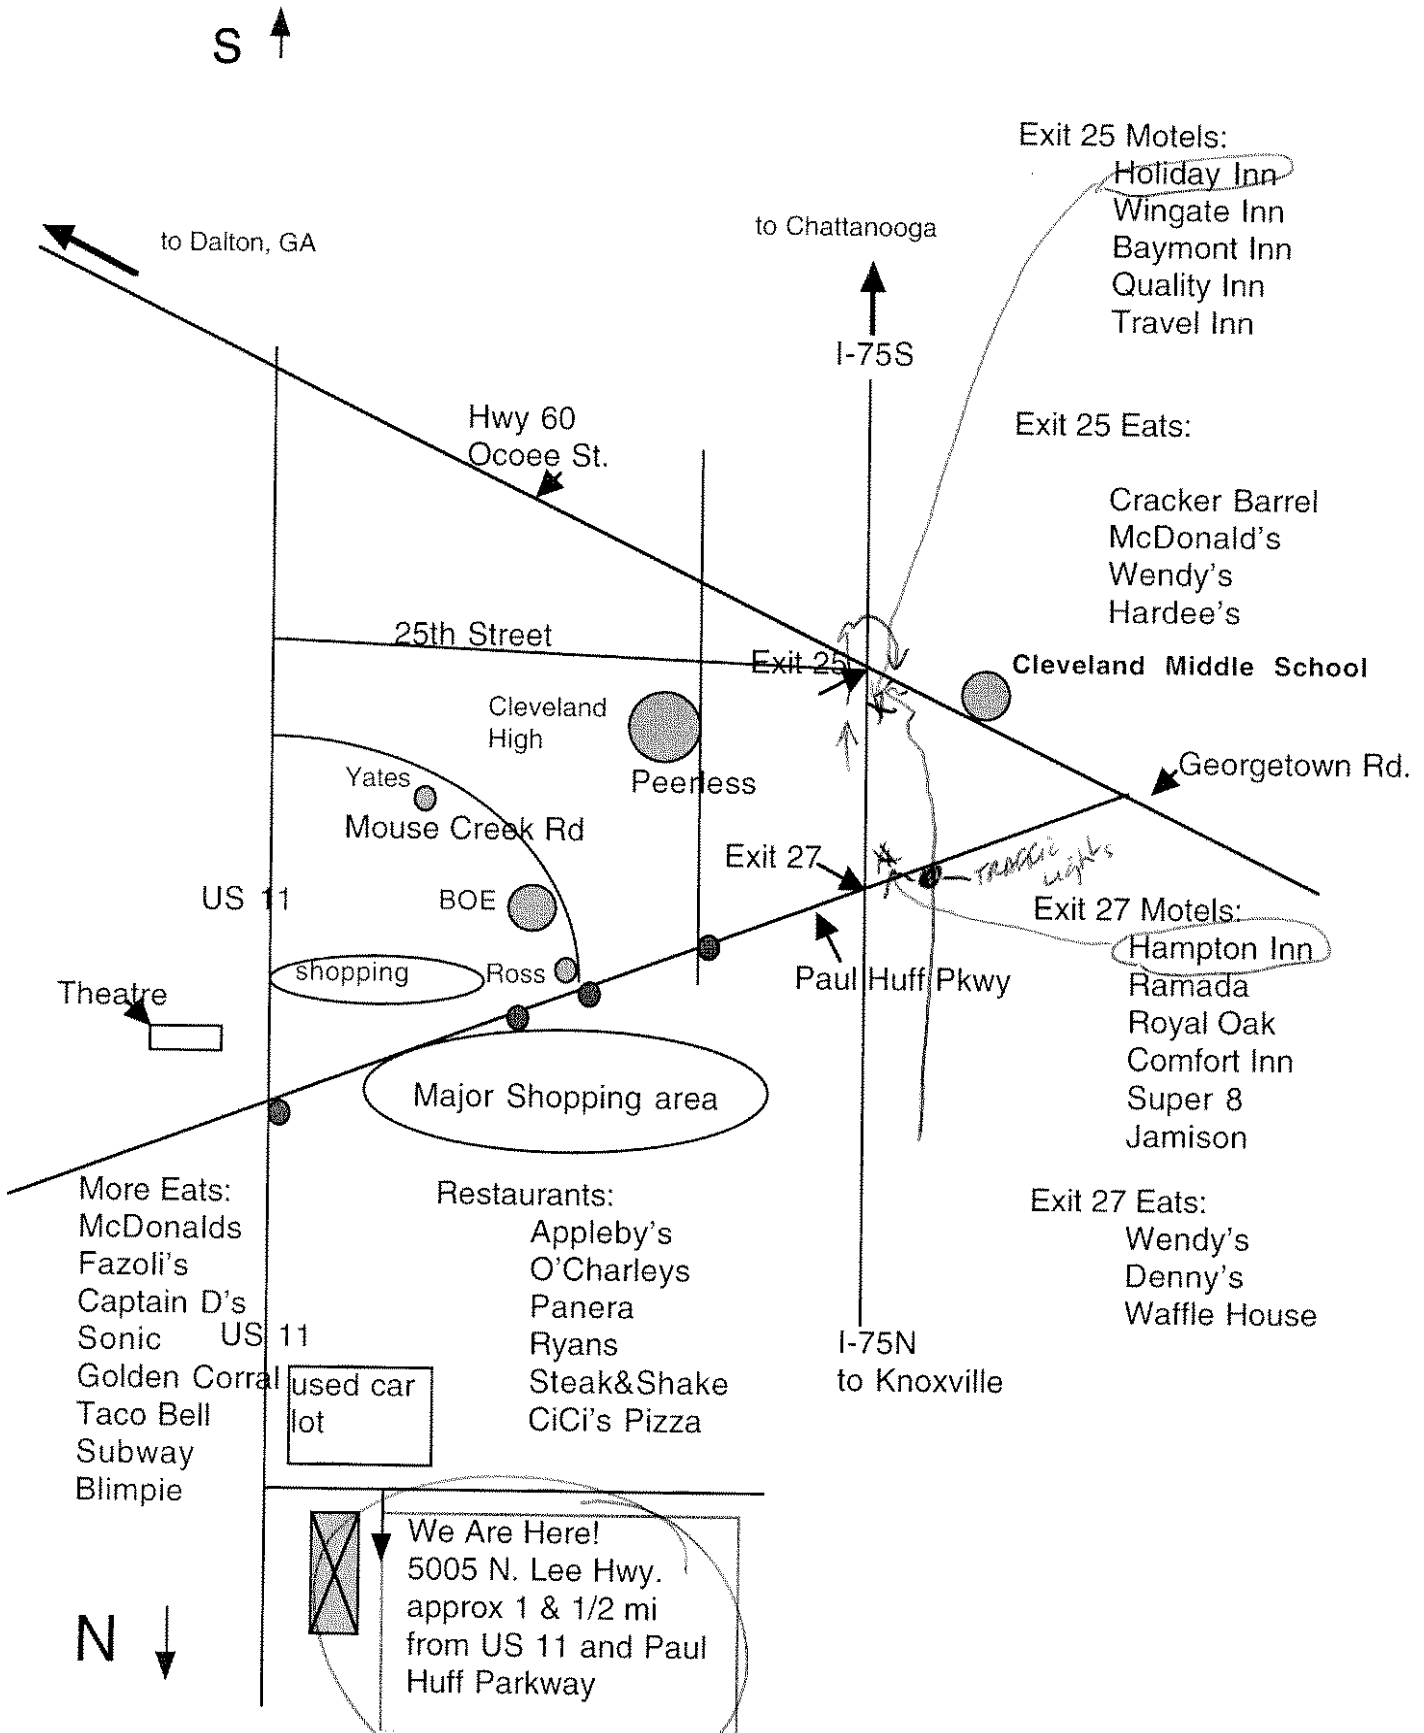 S
Exit 25 Motels:
Holiday Inn
Wingate Inn
Baymont Inn
Quality Inn
Travel Inn
to Dalton, GA
to Chattanooga
I-75S
Hwy 60
Ocoee St.
Exit 25 Eats:
Cracker Barrel
McDonald's
Wendy's
Hardee's
25th Street
Exit 25
Cleveland Middle School
Cleveland
High
Peerless
Georgetown Rd.
Yates
Mouse Creek Rd
Exit 27
TRAFFIC
Lights
US 11
BOE
Exit 27 Motels:
Hampton Inn
Ramada
Royal Oak
Comfort Inn
Super 8
Jamison
shopping
Ross
Paul Huff Pkwy
Theatre
Major Shopping area
More Eats:
McDonalds
Fazoli's
Captain D's
Sonic
Golden Corral
Taco Bell
Subway
Blimpie
US 11
used car
lot
Restaurants:
Appleby's
O'Charleys
Panera
Ryans
Steak&Shake
CiCi's Pizza
I-75N
to Knoxville
Exit 27 Eats:
Wendy's
Denny's
Waffle House
We Are Here!
5005 N. Lee Hwy.
approx 1 & 1/2 mi
from US 11 and Paul
Huff Parkway
N